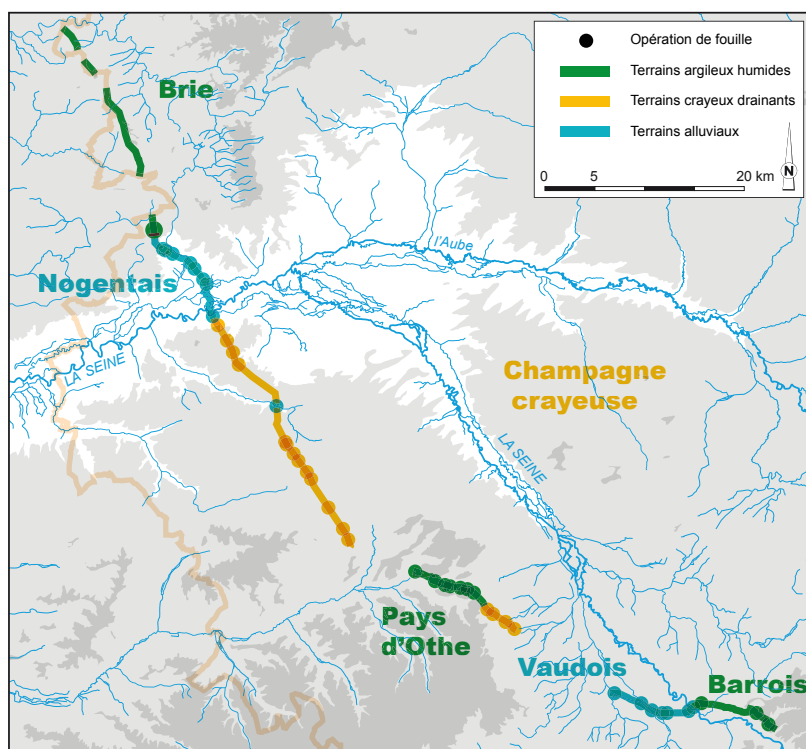 Opération de fouille
Terrains argileux humides
Terrains crayeux drainants
Terrains alluviaux
0 5 20 km
N
Brie
l'Aube
Nogentais
LA SEINE
Champagne
crayeuse
LA SEINE
Pays
d'Othe
Vaudois
Barrois